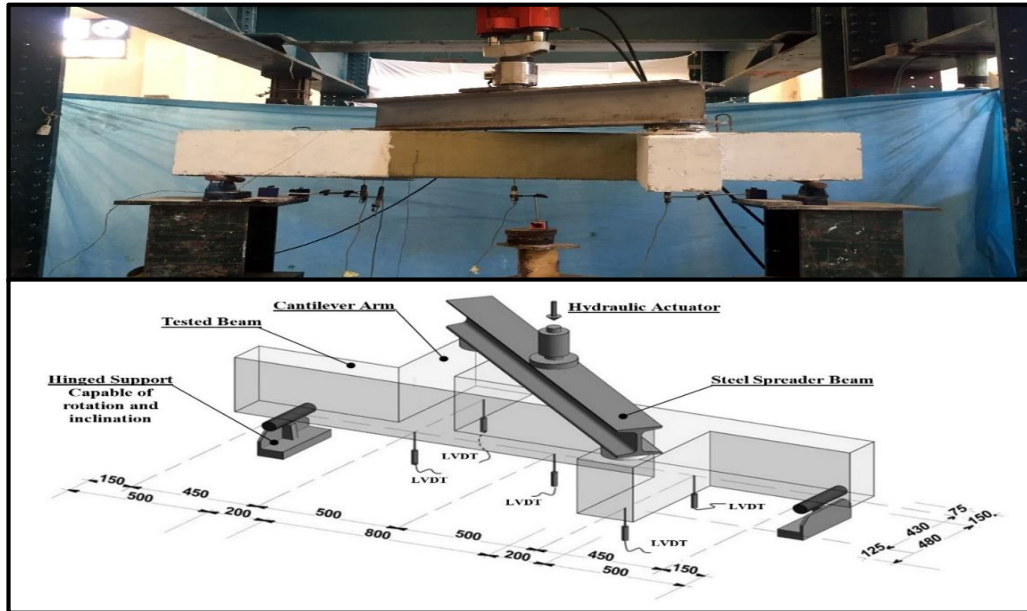 Cantilever Arm
Hydraulic Actuator
Tested Beam
Hinged Support
Capable of
rotation and
inclination
Steel Spreader Beam
LVDT
LVDT
LVDT
LVDT
LVDT
150
500
450
200
500
800
500
200
450
500
150
125
430
480
75
150